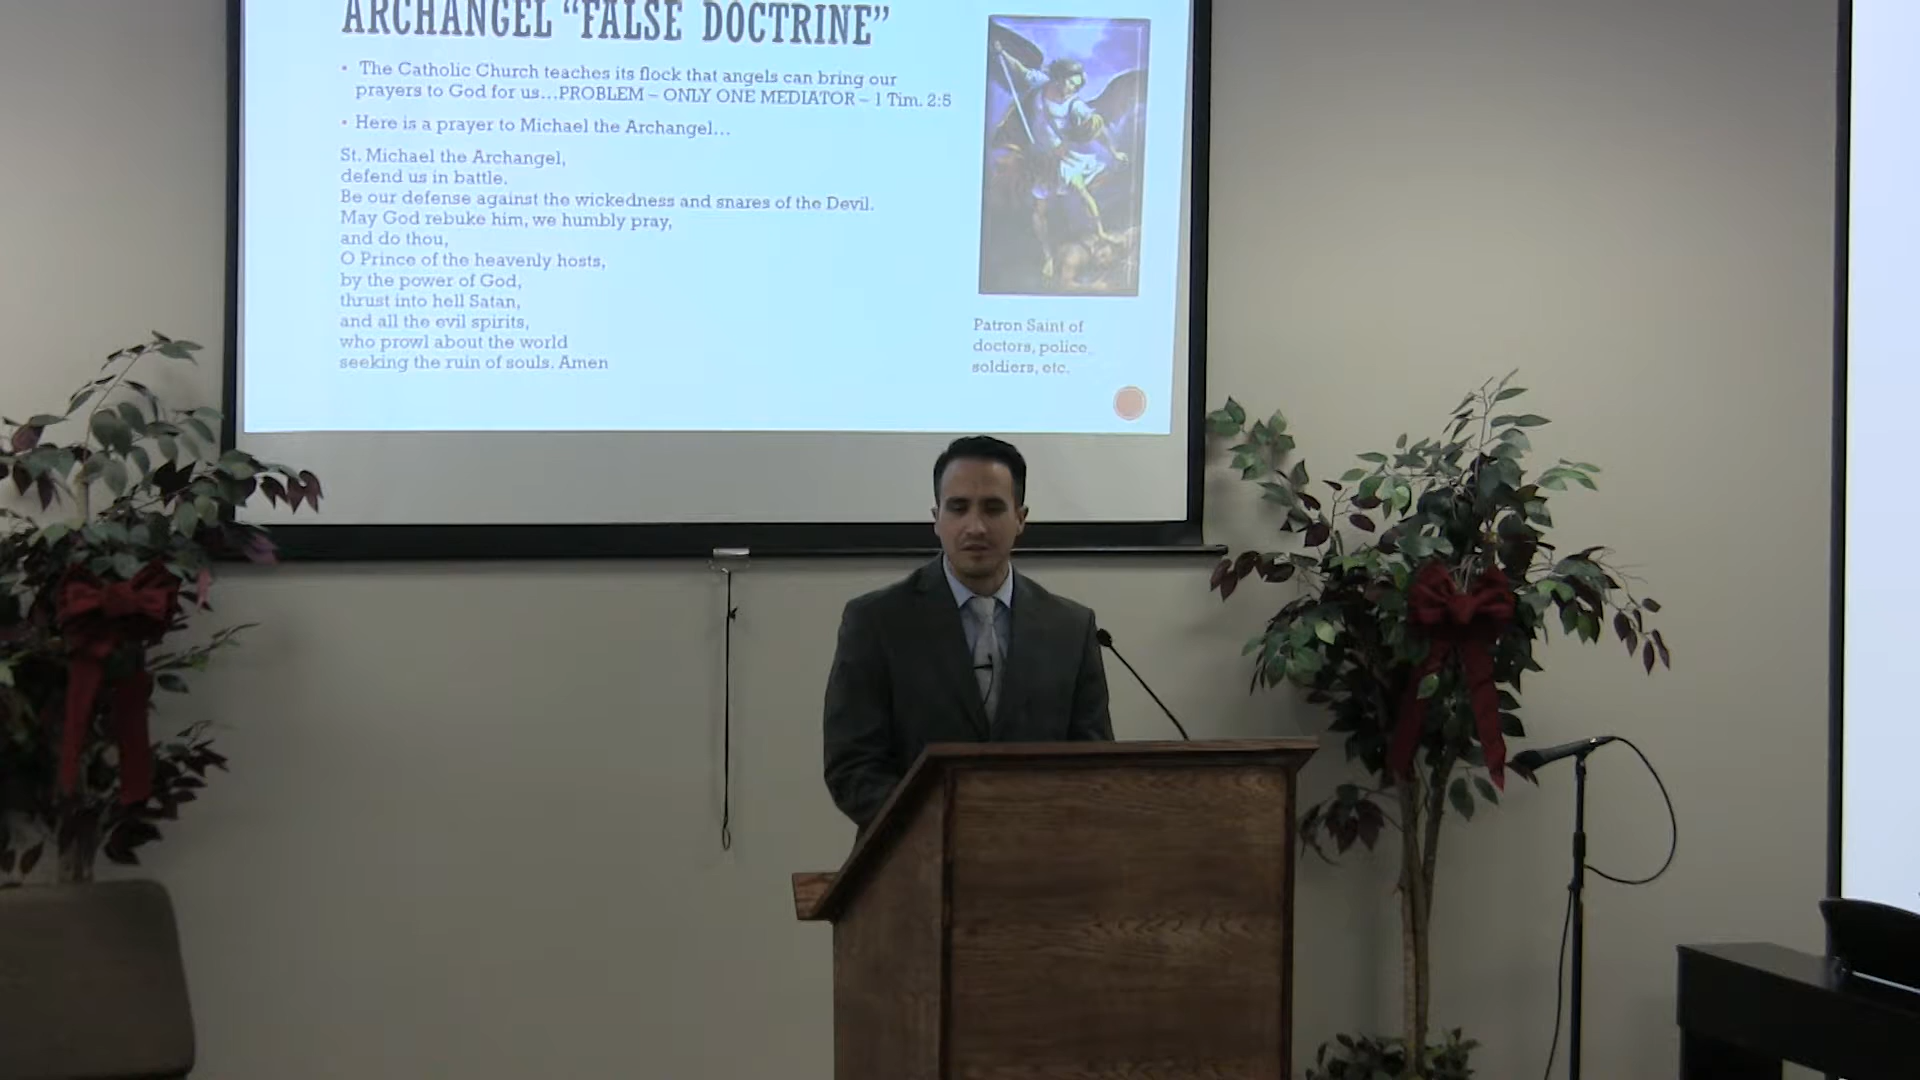 ARCHANGEL “FALSE DOCTRINE”
• The Catholic Church teaches its flock that angels can bring our
prayers to God for us...PROBLEM – ONLY ONE MEDIATOR – 1 Tim. 2:5
• Here is a prayer to Michael the Archangel...
St. Michael the Archangel,
defend us in battle.
Be our defense against the wickedness and snares of the Devil.
May God rebuke him, we humbly pray,
and do thou,
O Prince of the heavenly hosts,
by the power of God,
thrust into hell Satan,
and all the evil spirits,
who prowl about the world
seeking the ruin of souls. Amen
Patron Saint of
doctors, police,
soldiers, etc.